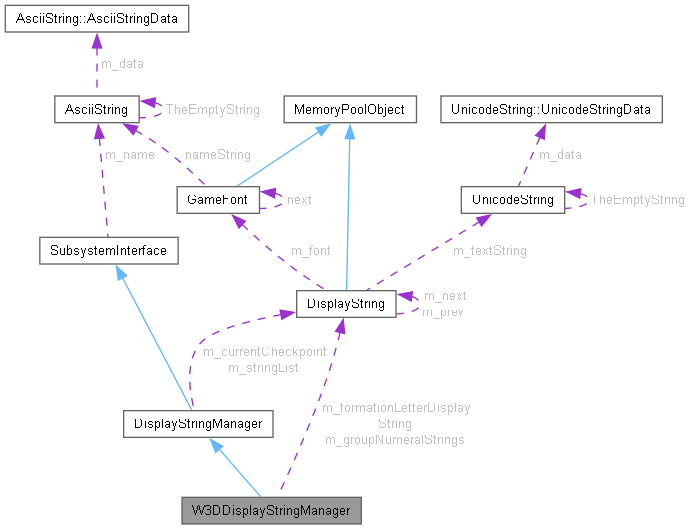 AsciiString::AsciiStringData
m_data
AsciiString
TheEmptyString
MemoryPoolObject
UnicodeString::UnicodeStringData
m_name
nameString
m_data
GameFont
next
UnicodeString
TheEmptyString
SubsystemInterface
m_font
m_textString
DisplayString
m_next
m_prev
m_currentCheckpoint
m_stringList
m_formationLetterDisplay
String
m_groupNumeralStrings
DisplayStringManager
W3DDisplayStringManager